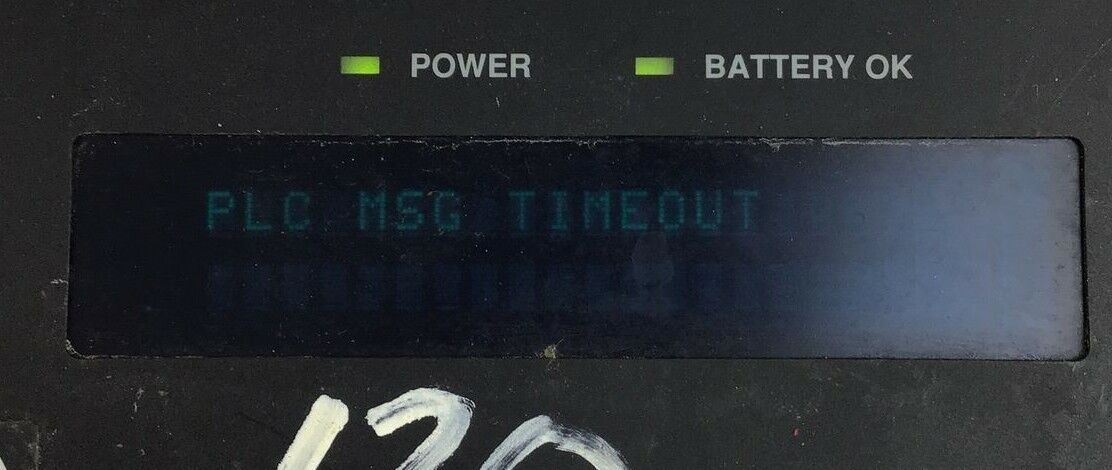 POWER BATTERY OK
PLC MSG TIMEOUT